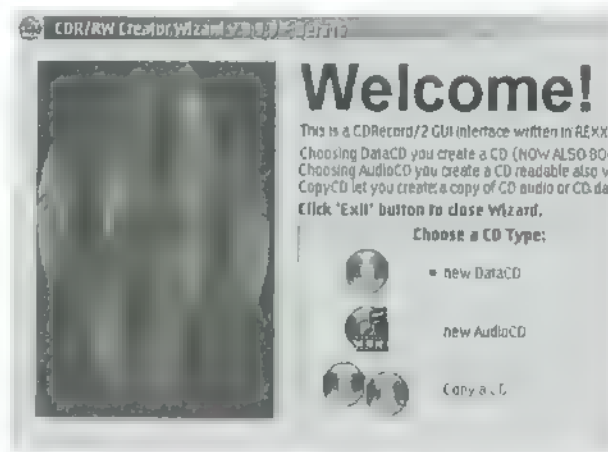 CDR/RW Creator Wizard
Welcome!
This is a CDRecord/2 GUI interface written in REXX
Choosing DataCD you create a CD (NOW ALSO BO
Choosing AudioCD you create a CD readable also
CopyCD let you create a copy of CD audio or CD da
Click 'Exit' button to close Wizard.
Choose a CD Type:
new DataCD
new AudioCD
Copy a CD